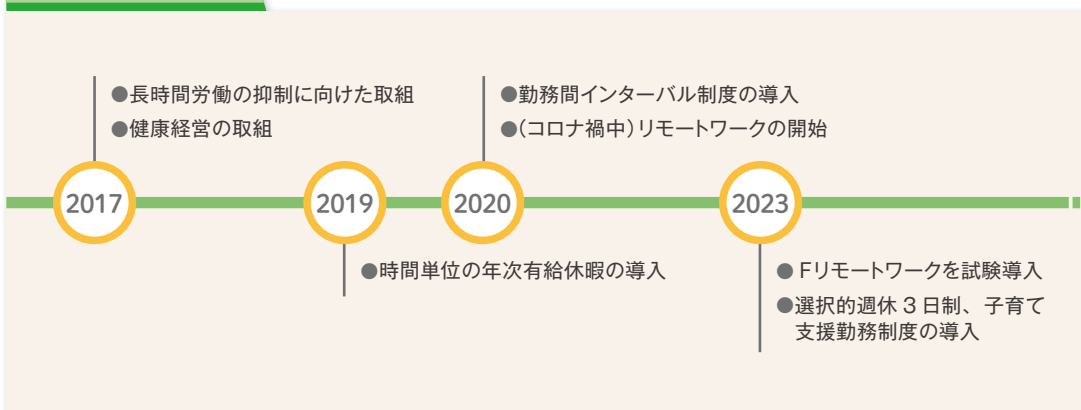 ●長時間労働の抑制に向けた取組
●健康経営の取組
●勤務間インターバル制度の導入
●(コロナ禍中)リモートワークの開始
2017
2019
2020
2023
●時間単位の年次有給休暇の導入
●Fリモートワークを試験導入
●選択的週休3日制、子育て
支援勤務制度の導入